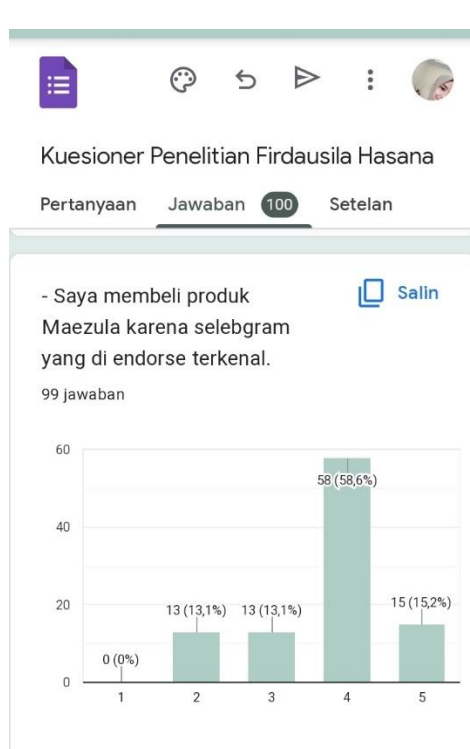 Kuesioner Penelitian Firdausila Hasana
Pertanyaan Jawaban 100 Setelan
- Saya membeli produk
Maezula karena selebgram
yang di endorse terkenal.
Salin
99 jawaban
60
40
20
0
0 (0%)
13 (13,1%)
13 (13,1%)
58 (58,6%)
15 (15,2%)
1 2 3 4 5